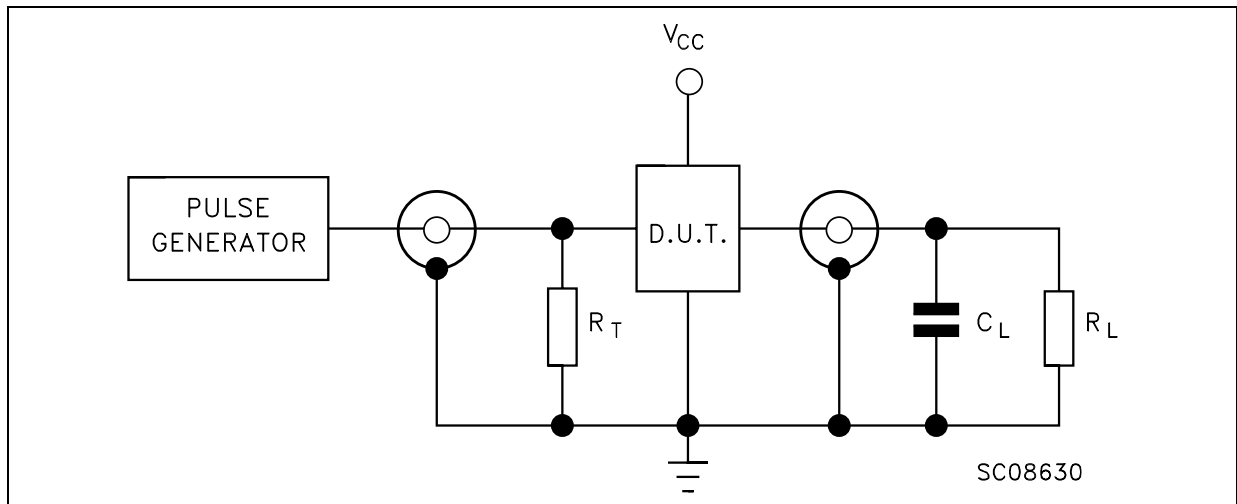 VCC
PULSE
GENERATOR
D.U.T.
RT
CL
RL
SC08630